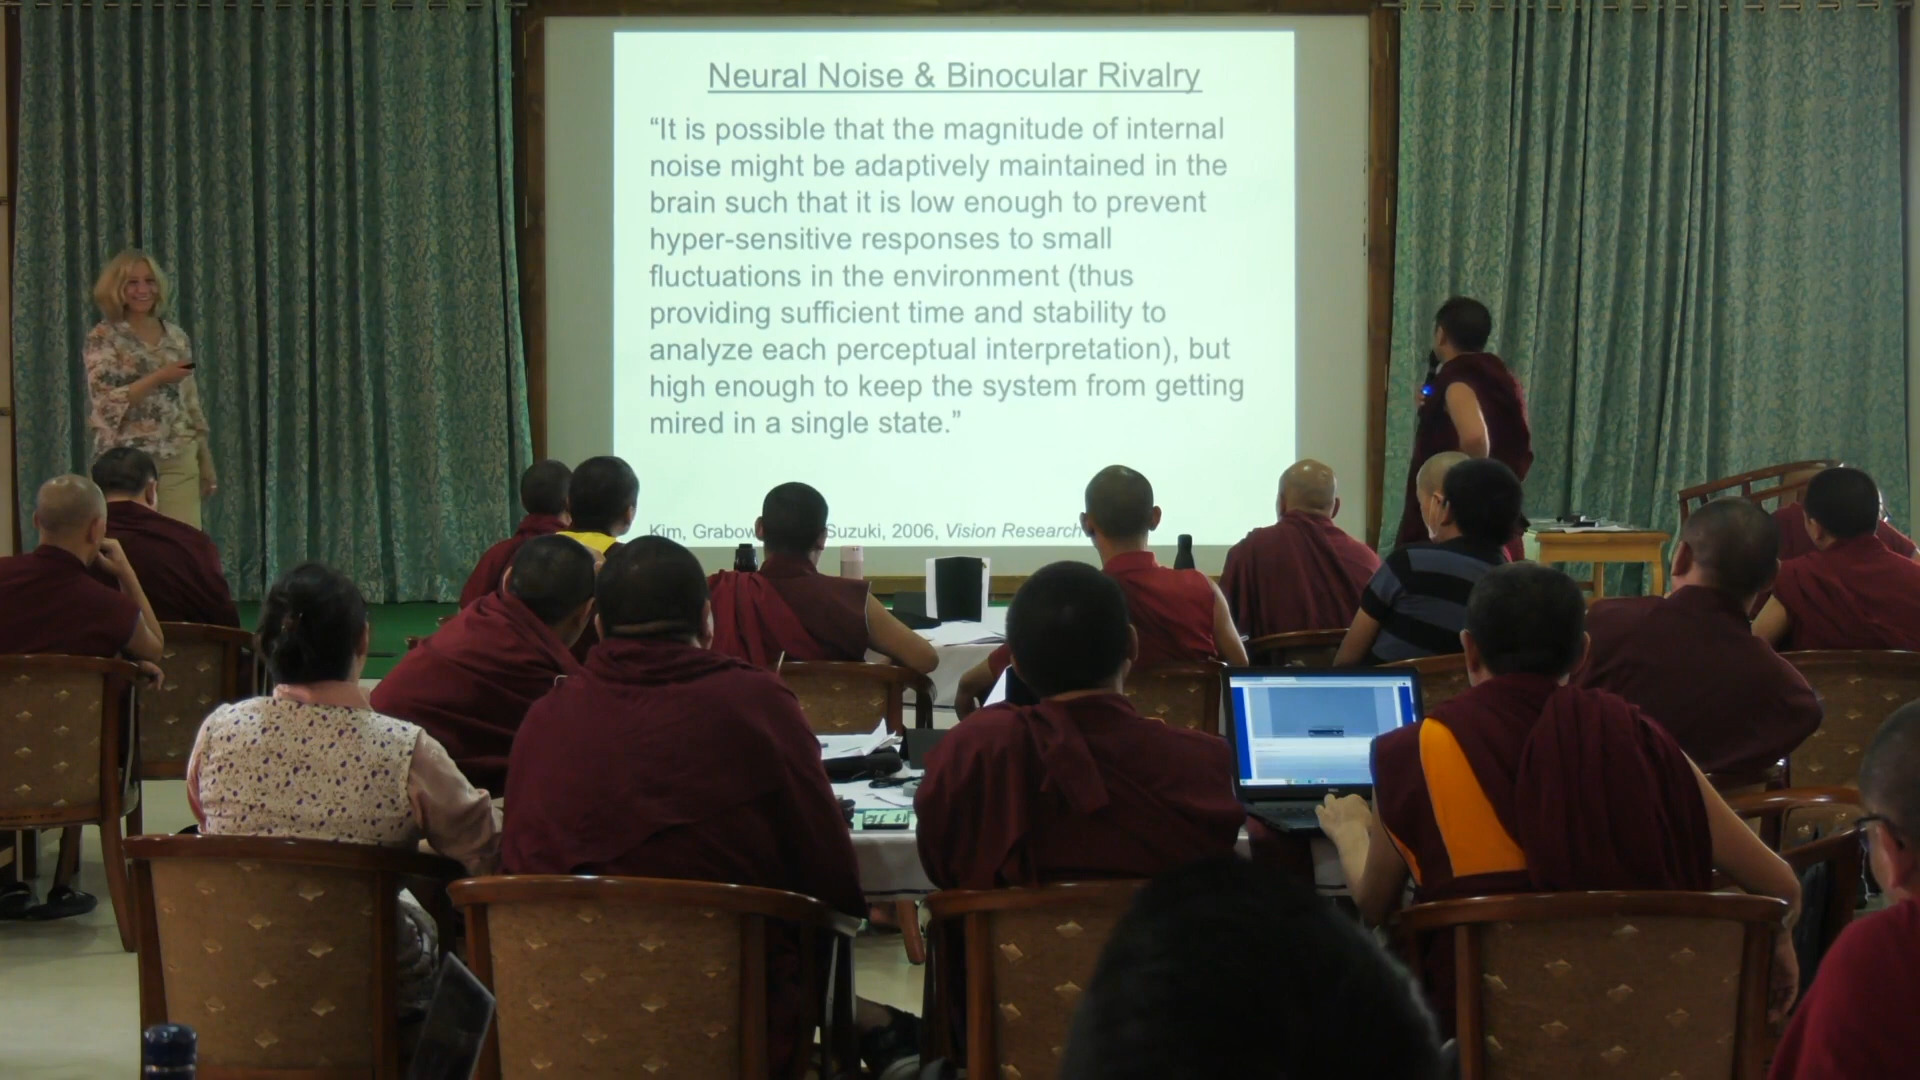 Neural Noise & Binocular Rivalry
“It is possible that the magnitude of internal
noise might be adaptively maintained in the
brain such that it is low enough to prevent
hyper-sensitive responses to small
fluctuations in the environment (thus
providing sufficient time and stability to
analyze each perceptual interpretation), but
high enough to keep the system from getting
mired in a single state.”
Kim, Grabow Suzuki, 2006, Vision Research